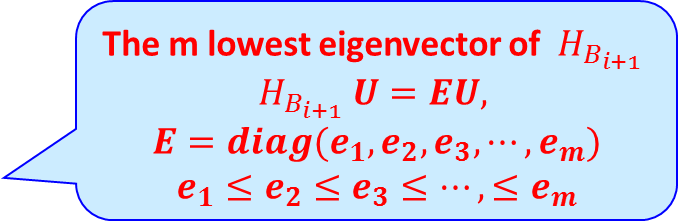 The m lowest eigenvector of H_{B_{i+1}}
H_{B_{i+1}} U = EU,
E = diag(e_1, e_2, e_3, ⋯, e_m)
e_1 ≤ e_2 ≤ e_3 ≤ ⋯, ≤ e_m